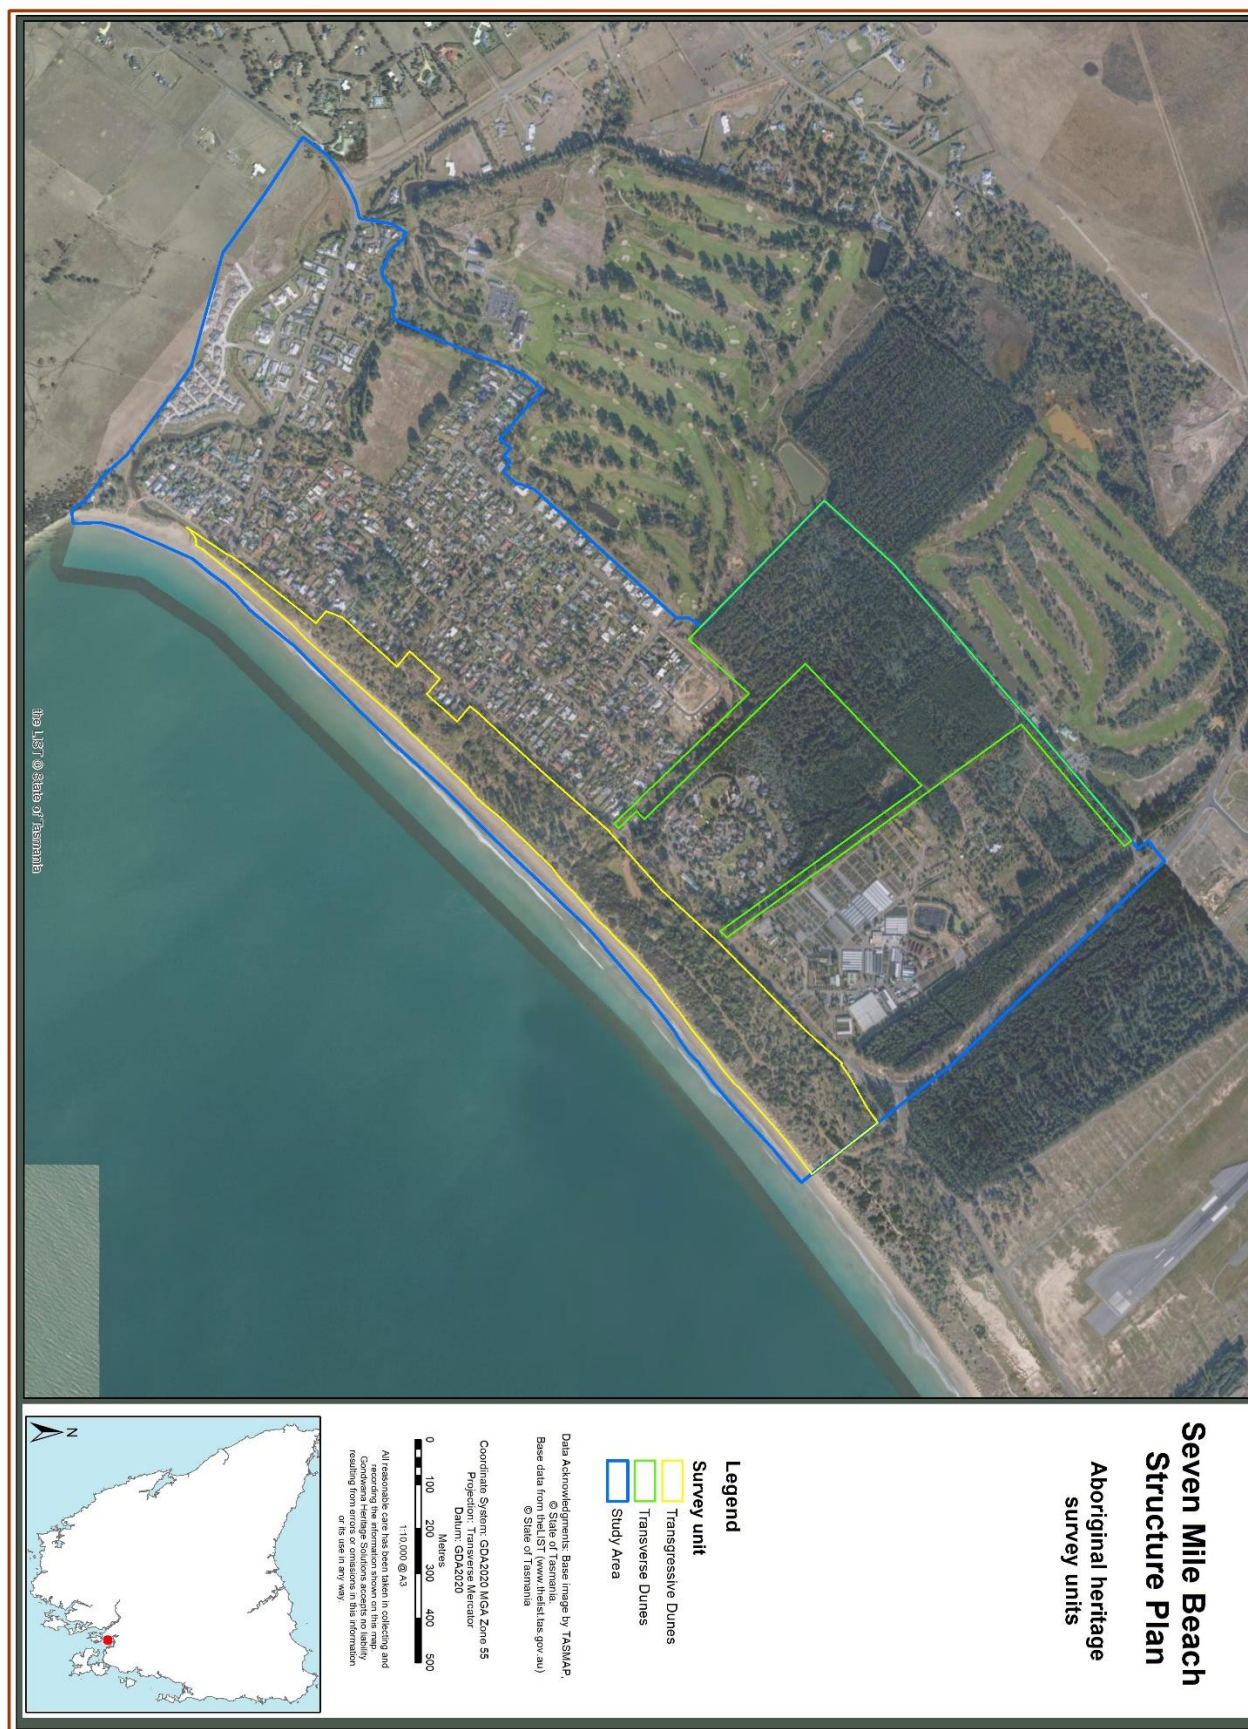 Seven Mile Beach
Structure Plan
Aboriginal heritage
survey units
Legend
Survey unit
Transgressive Dunes
Transverse Dunes
Study Area
Data Acknowledgments: Base image by TASMAP,
© State of Tasmania.
Base data from theLIST (www.thelist.tas.gov.au)
© State of Tasmania
Coordinate System: GDA2020 MGA Zone 55
Projection: Transverse Mercator
Datum: GDA2020
0 100 200 300 400 500
Metres
1:10,000 @ A3
All reasonable care has been taken in collecting and
recording the information shown on this map.
Gondwana Heritage Solutions accepts no liability
resulting from errors or omissions in this information
or its use in any way.
N
the LIST © State of Tasmania